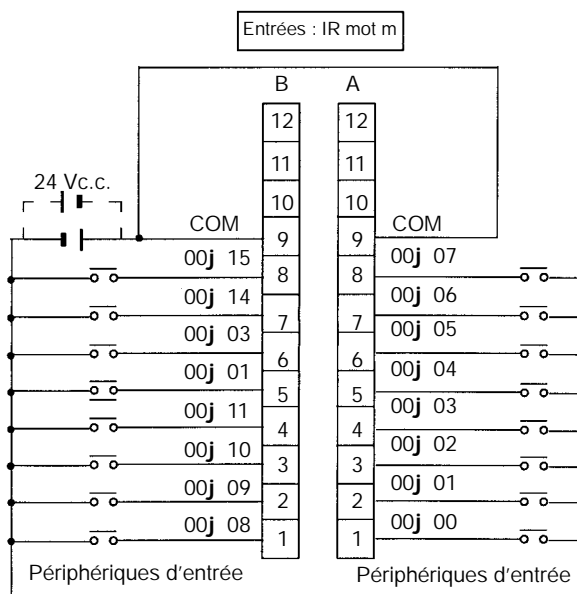 Entrées : IR mot m
B A
12 12
11 11
24 Vc.c.
10 10
COM 9 COM 9
00j 15 8 00j 07 8
00j 14 7 00j 06 7
00j 03 6 00j 05 6
00j 01 5 00j 04 5
00j 11 4 00j 03 4
00j 10 3 00j 02 3
00j 09 2 00j 01 2
00j 08 1 00j 00 1
Périphériques d'entrée Périphériques d'entrée